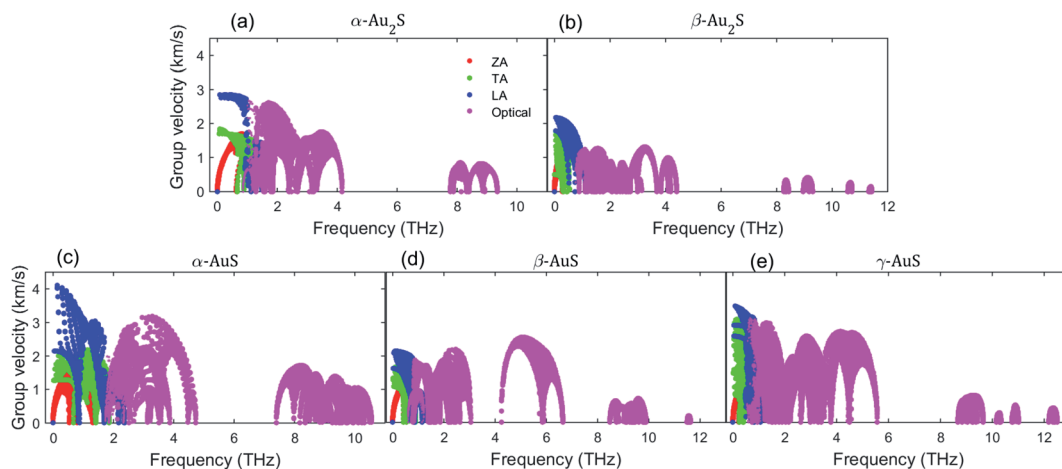 (a) α-Au₂S
(b) β-Au₂S
Group velocity (km/s)
4
3
2
1
0
ZA
TA
LA
Optical
0 2 4 6 8 10
0 2 4 6 8 10 12
Frequency (THz)
Frequency (THz)
(c) α-AuS
(d) β-AuS
(e) γ-AuS
Group velocity (km/s)
4
3
2
1
0
0 2 4 6 8 10
0 2 4 6 8 10 12
0 2 4 6 8 10 12
Frequency (THz)
Frequency (THz)
Frequency (THz)